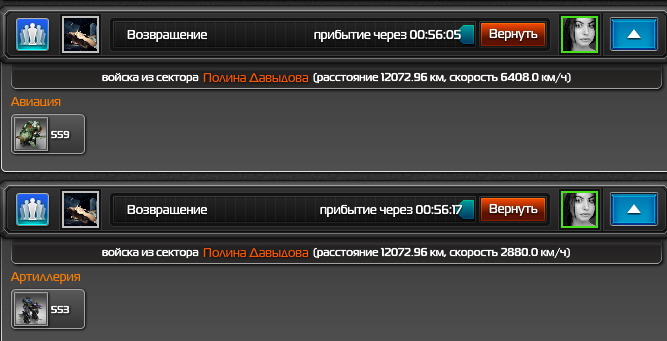 Возвращение прибытие через 00:56:05 Вернуть
войска из сектора Полина Давыдова (расстояние 12072.96 км, скорость 6408.0 км/ч)
Авиация
559
Возвращение прибытие через 00:56:17 Вернуть
войска из сектора Полина Давыдова (расстояние 12072.96 км, скорость 2880.0 км/ч)
Артиллерия
553